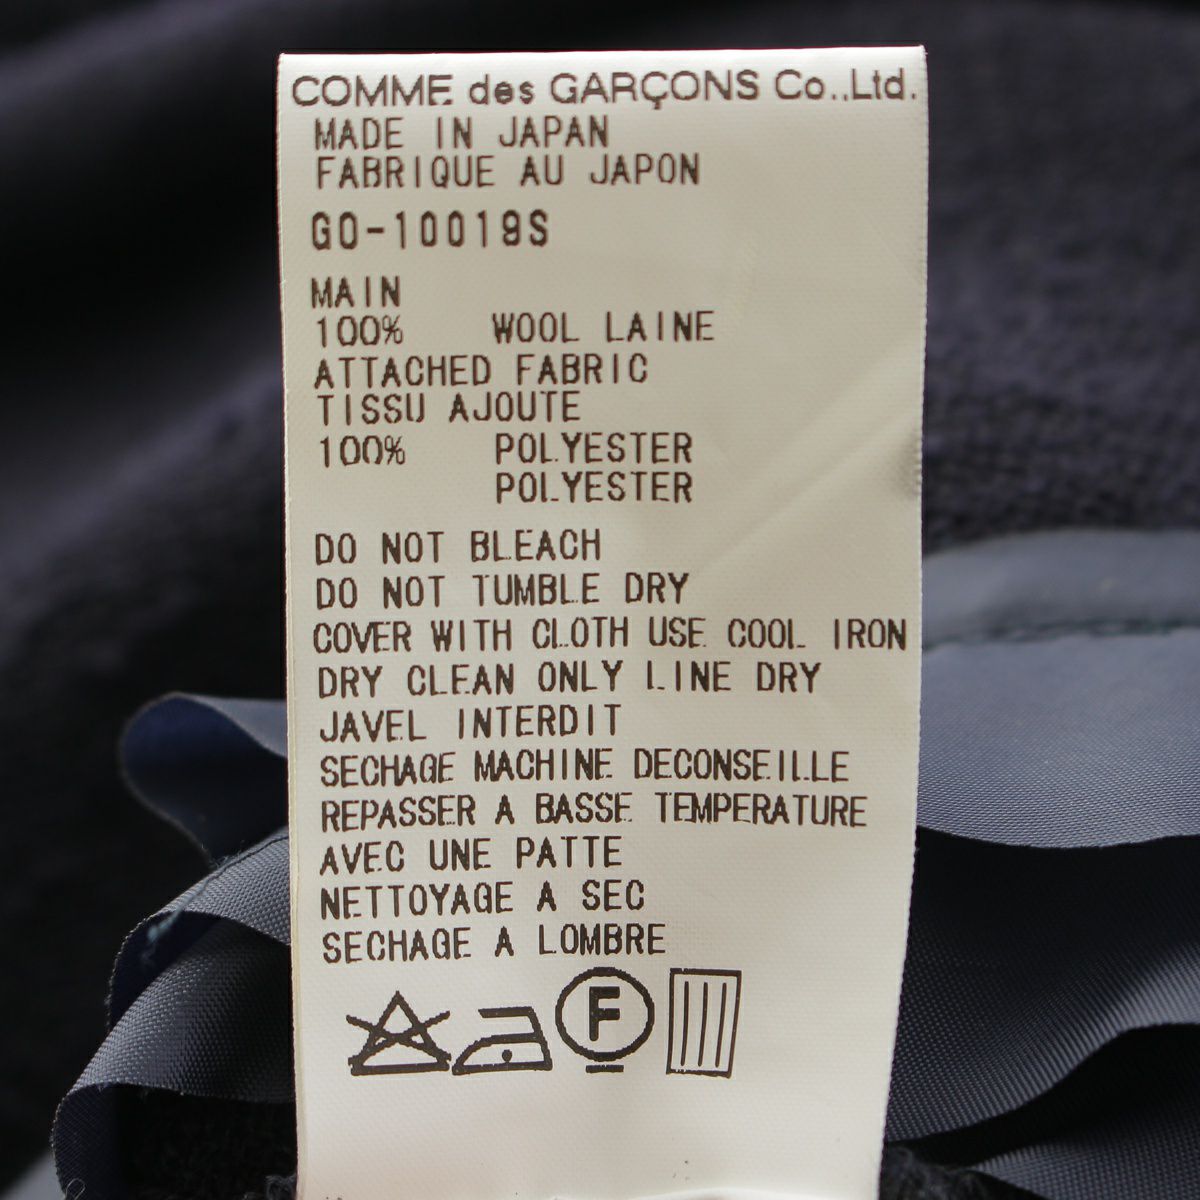 COMME des GARÇONS Co.,Ltd.
MADE IN JAPAN
FABRIQUE AU JAPON
GO-10019S
MAIN
100% WOOL LAINE
ATTACHED FABRIC
TISSU AJOUTE
100% POLYESTER
POLYESTER
DO NOT BLEACH
DO NOT TUMBLE DRY
COVER WITH CLOTH USE COOL IRON
DRY CLEAN ONLY LINE DRY
JAVEL INTERDIT
SECHAGE MACHINE DECONSEILLE
REPASSER A BASSE TEMPERATURE
AVEC UNE PATTE
NETTOYAGE A SEC
SECHAGE A LOMBRE
F